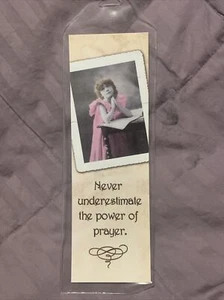 Never
underestimate
the power of
prayer.